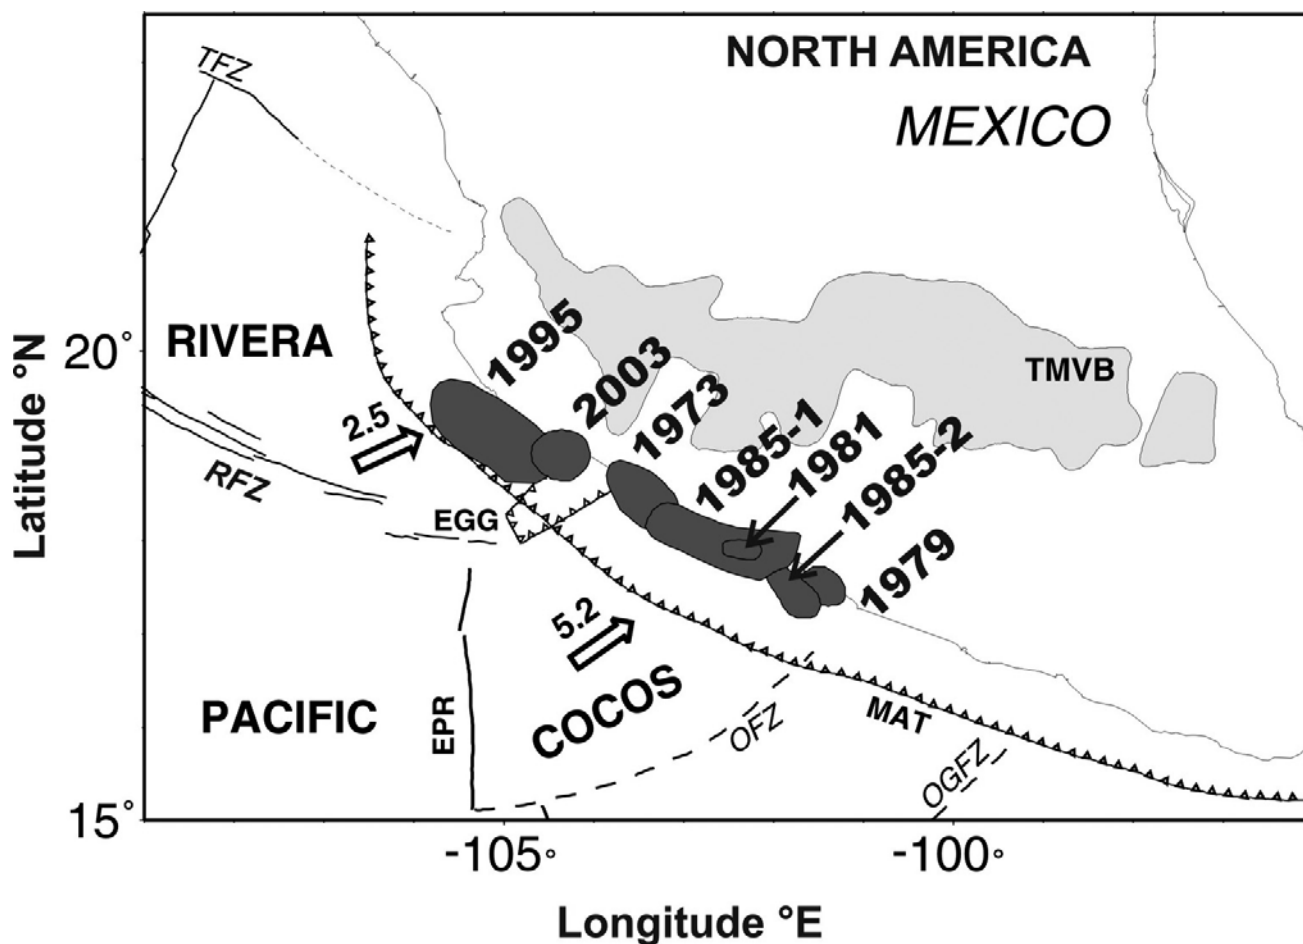 NORTH AMERICA
MEXICO
TFZ
RIVERA
20°
Latitude °N
1995
2003
1973
1985-1
1981
1985-2
1979
TMVB
2.5
RFZ
EGG
5.2
COCOS
PACIFIC
EPR
OFZ
MAT
OGFZ
15°
-105°
-100°
Longitude °E